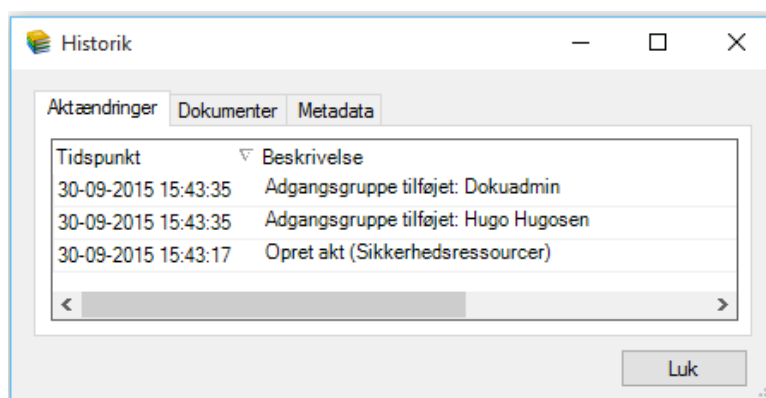 Historik
Aktændringer Dokumenter Metadata
Tidspunkt Beskrivelse
30-09-2015 15:43:35 Adgangsgruppe tilføjet: Dokuadmin
30-09-2015 15:43:35 Adgangsgruppe tilføjet: Hugo Hugosen
30-09-2015 15:43:17 Opret akt (Sikkerhedsressourcer)
Luk